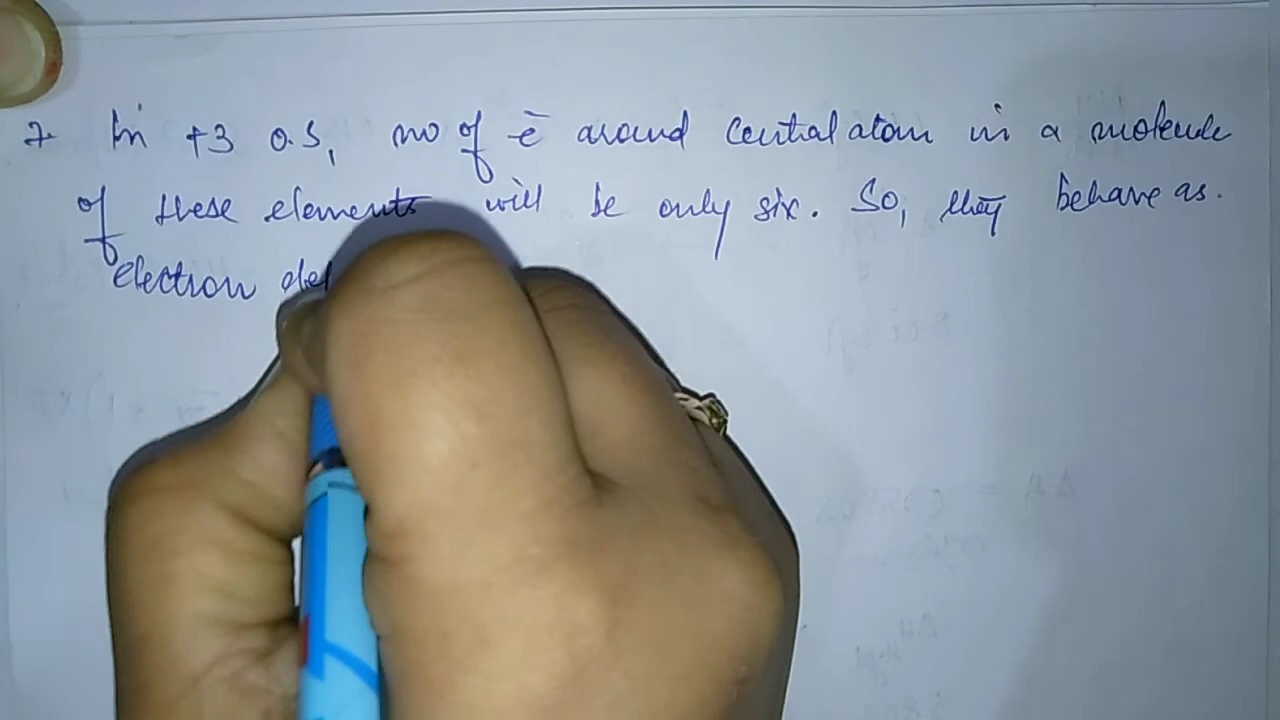 7. In +3 O.S, no of ē around central atom in a molecule
of these elements will be only six. So, they behave as.
electron def